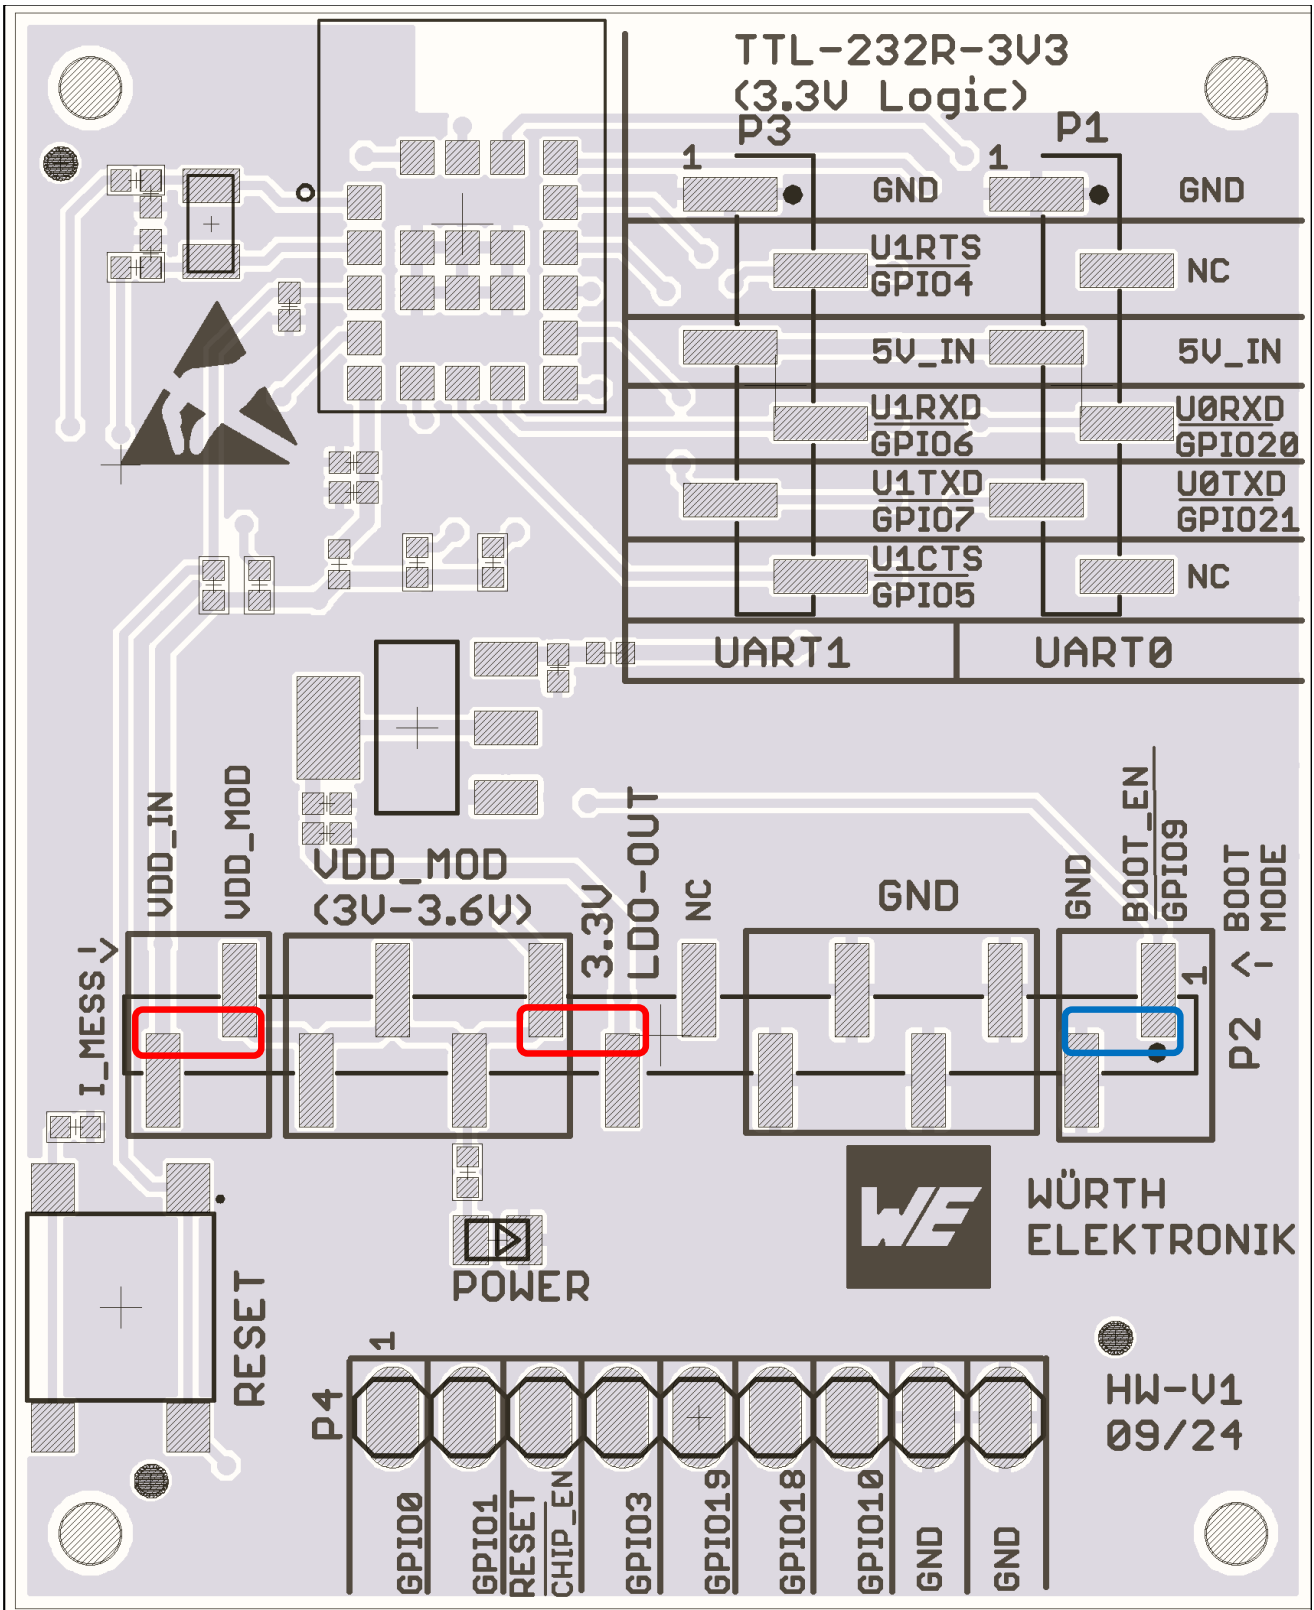 TTL-232R-3V3
(3.3V Logic)
P3
P1
1
1
GND
GND
U1RTS
GPIO4
NC
5V_IN
5V_IN
U1RXD
GPIO6
U0RXD
GPIO20
U1TXD
GPIO7
U0TXD
GPIO21
U1CTS
GPIO5
NC
UART1
UART0
VDD_IN
VDD_MOD
VDD_MOD
(3V-3.6V)
3.3V
LDO-OUT
NC
GND
GND
BOOT_EN
GPIO9
<- BOOT
MODE
I_MESS ->
1
P2
WE
WÜRTH
ELEKTRONIK
POWER
RESET
1
P4
HW-V1
09/24
GPIO0
GPIO1
RESET
CHIP_EN
GPIO3
GPIO19
GPIO18
GPIO10
GND
GND